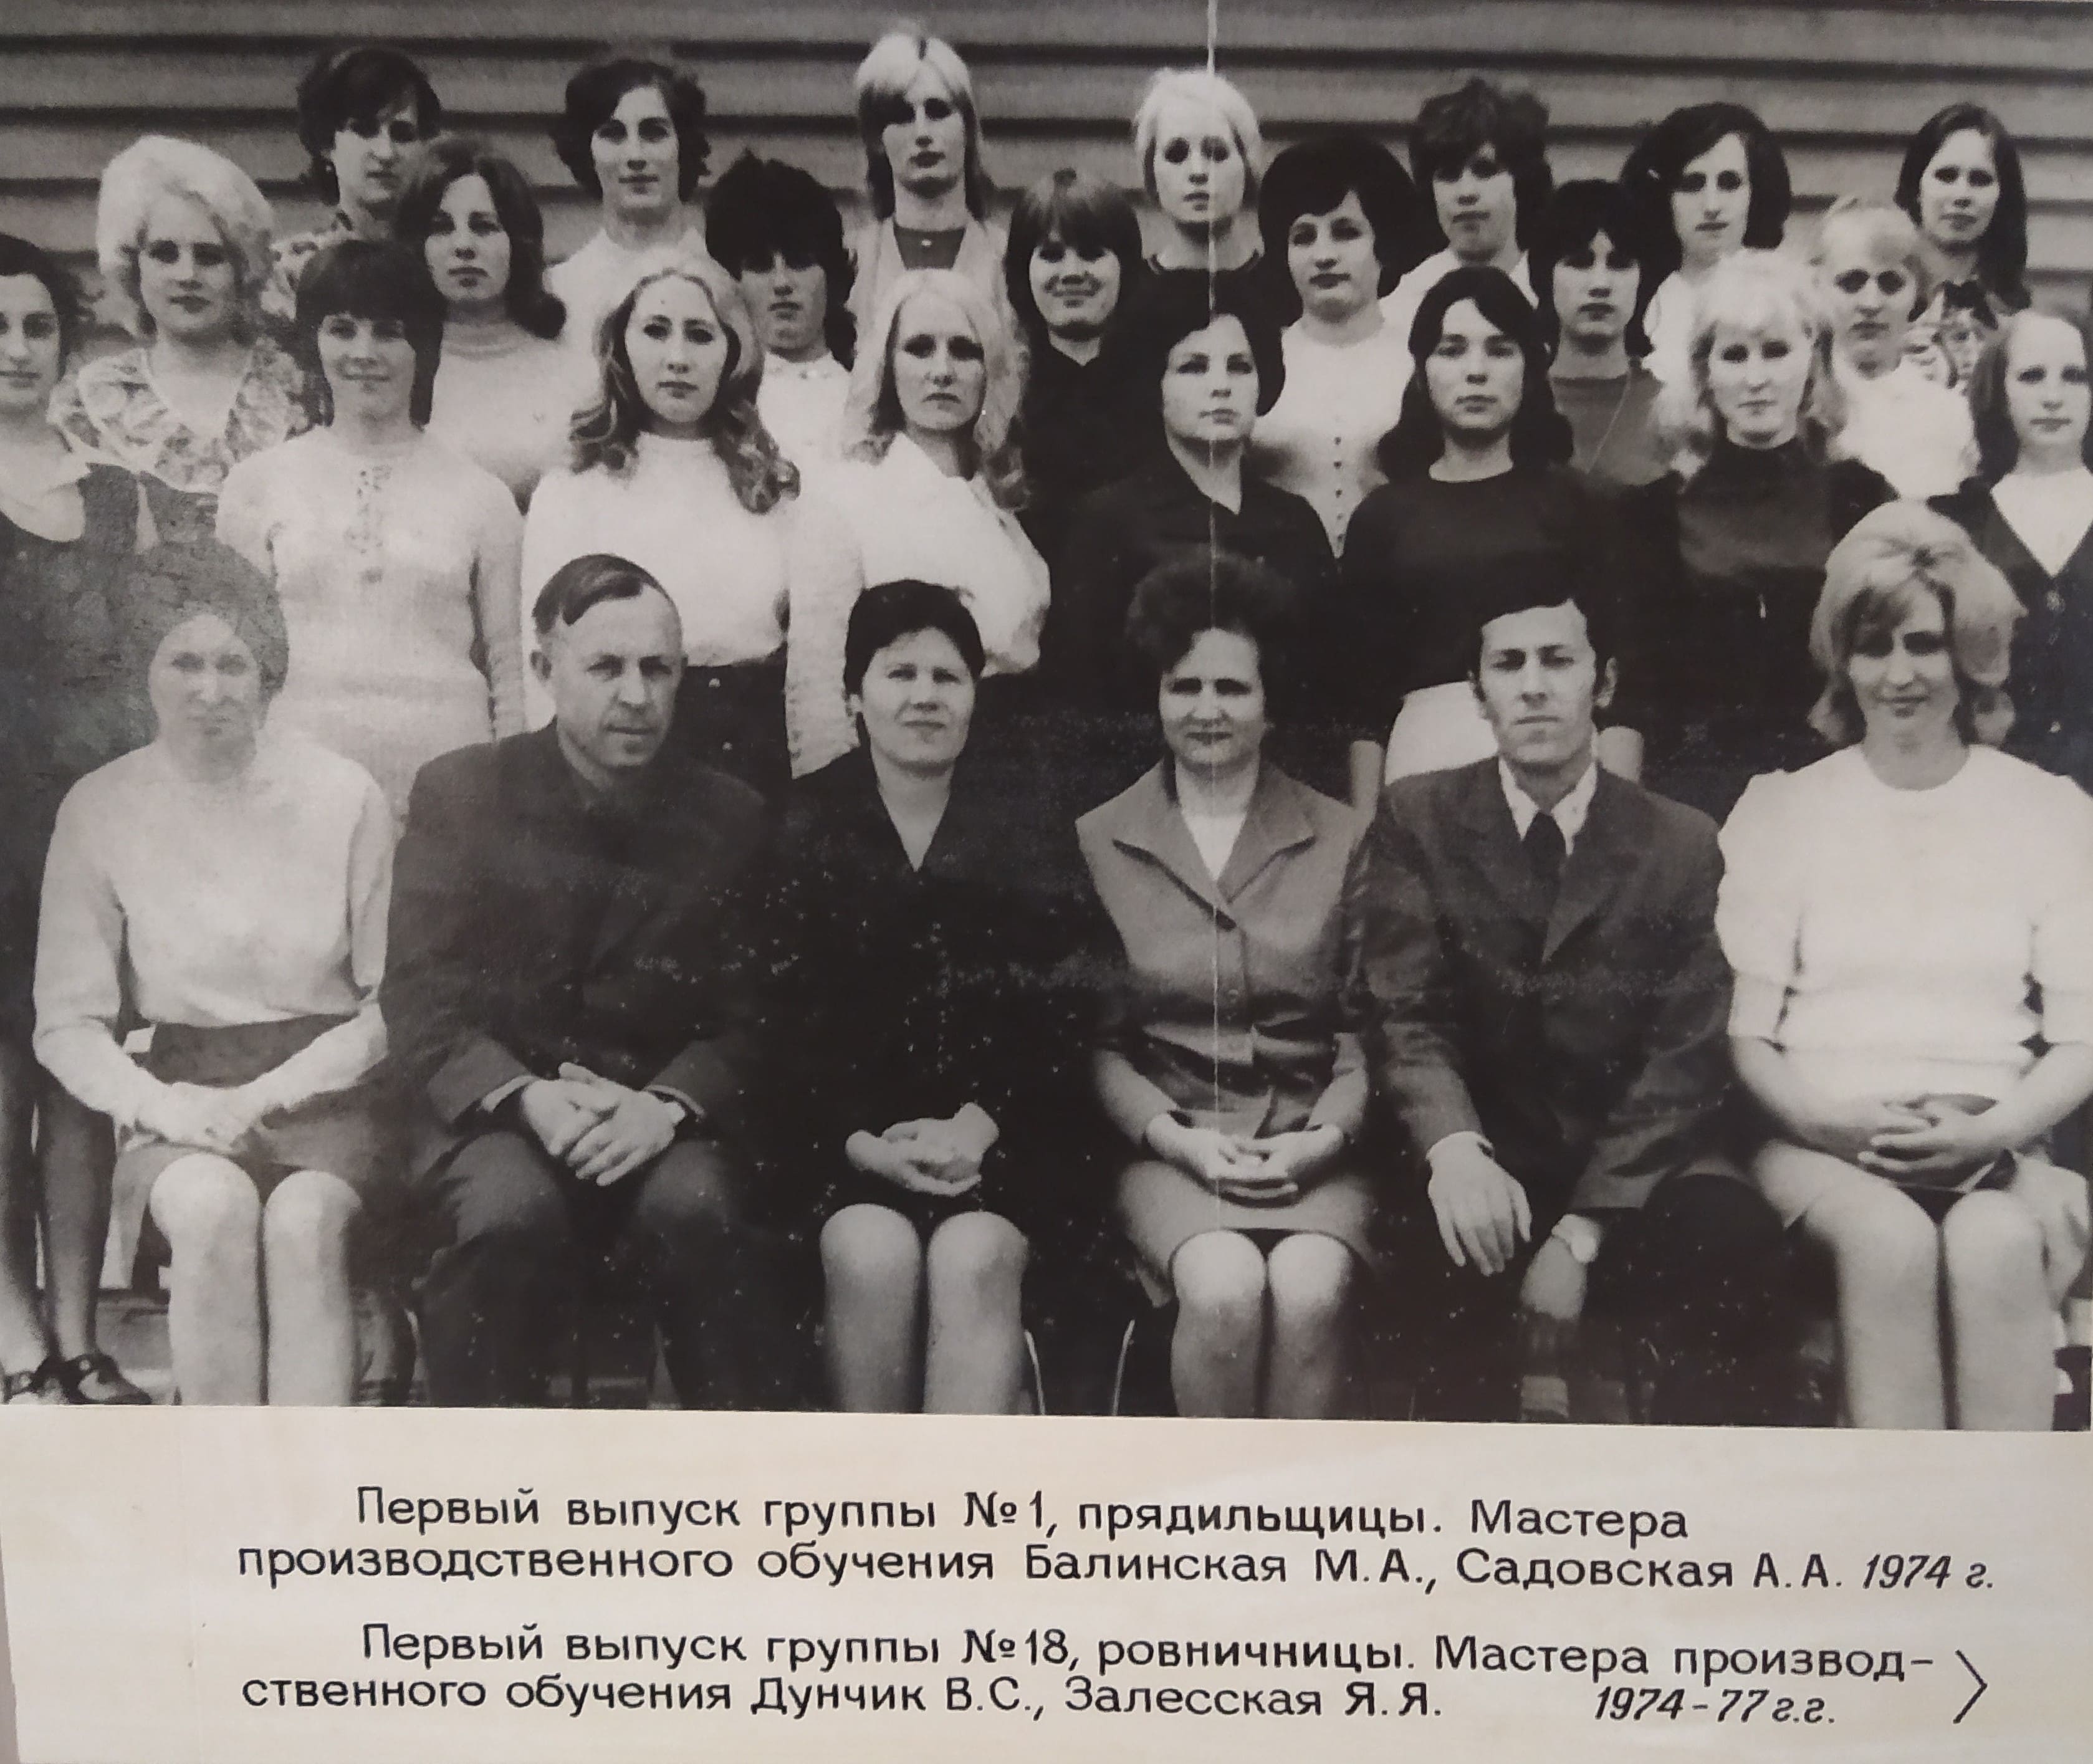 Первый выпуск группы №1, прядильщицы. Мастера
производственного обучения Балинская М.А., Садовская А.А. 1974 г.
Первый выпуск группы №18, ровничницы. Мастера производ-
ственного обучения Дунчик В.С., Залесская Я.Я. 1974-77 г.г.